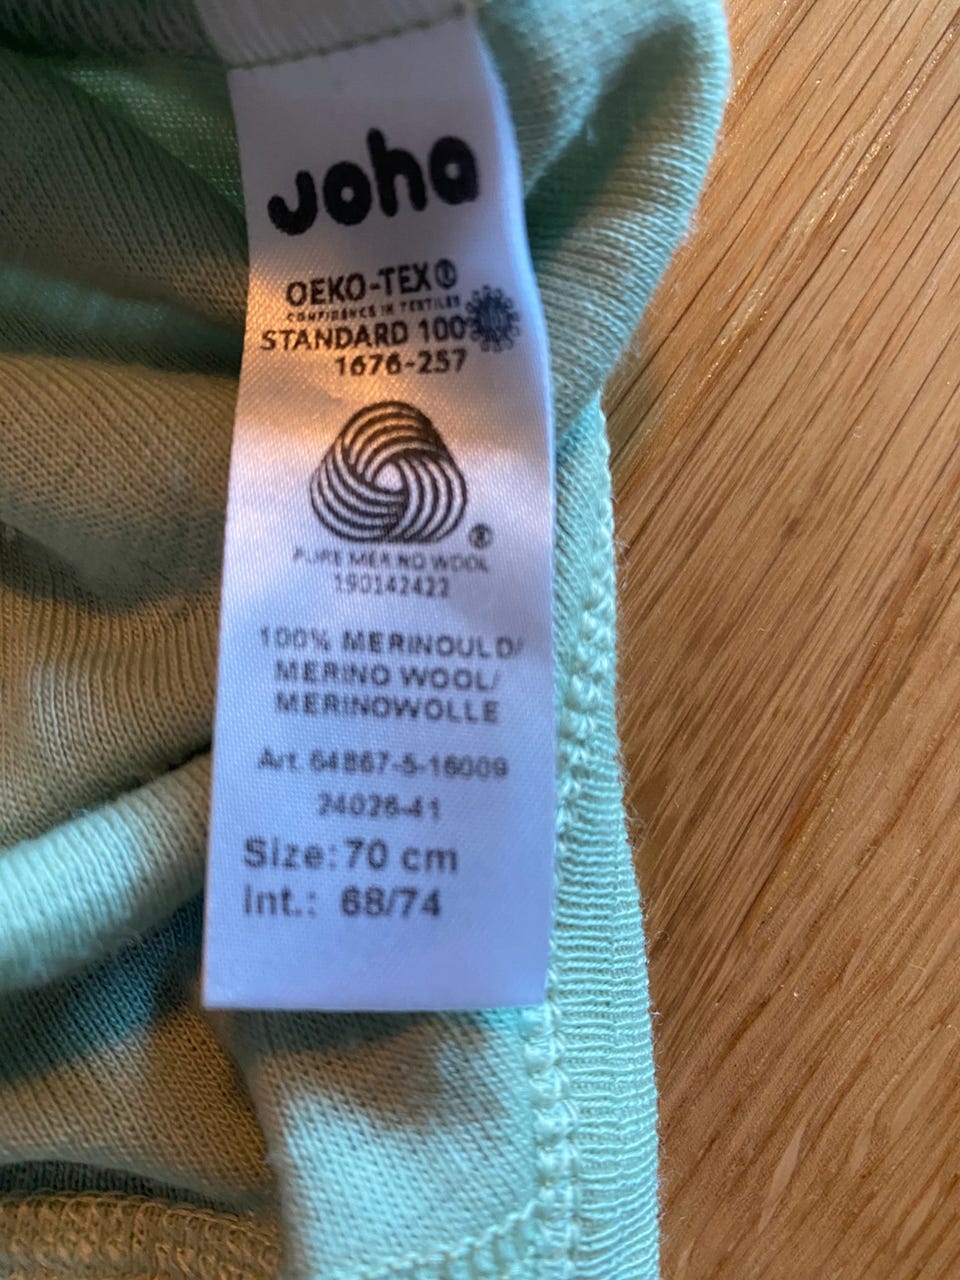 joha
OEKO-TEX®
CONFIDENCE IN TEXTILES
STANDARD 100
1676-257
®
PURE MERINO WOOL
190142422
100% MERINOULD/
MERINO WOOL/
MERINOWOLLE
Art. 64867-5-16009
24026-41
Size: 70 cm
Int.: 68/74